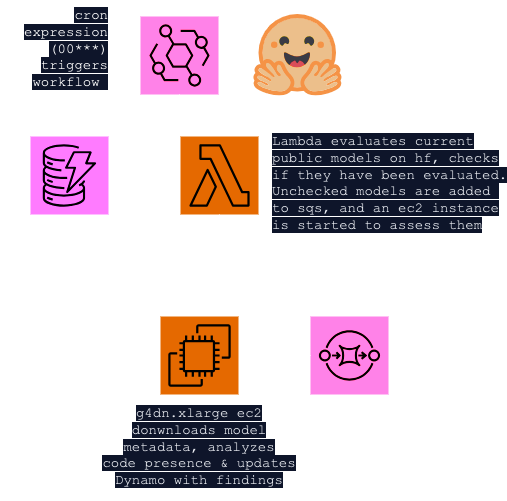 cron
expression
(00***)
triggers
workflow
Lambda evaluates current
public models on hf, checks
if they have been evaluated.
Unchecked models are added
to sqs, and an ec2 instance
is started to assess them
g4dn.xlarge ec2
donwnloads model
metadata, analyzes
code presence & updates
Dynamo with findings